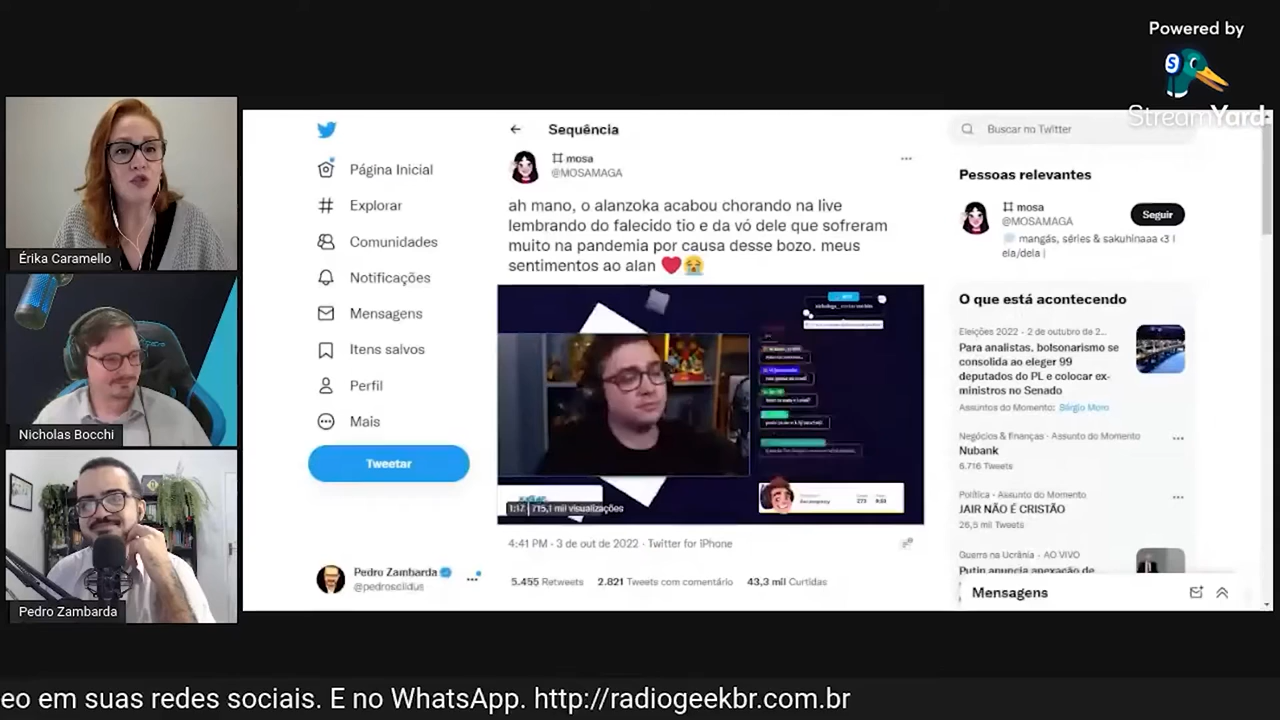 Powered by
StreamYard
Érika Caramello
Nicholas Bocchi
Pedro Zambarda
Página Inicial
Explorar
Comunidades
Notificações
Mensagens
Itens salvos
Perfil
Mais
Tweetar
Pedro Zambarda
@pedrosolidus
Sequência
mosa
@MOSAMAGA
ah mano, o alanzoka acabou chorando na live
lembrando do falecido tio e da vó dele que sofreram
muito na pandemia por causa desse bozo. meus
sentimentos ao alan
1:17 715,1 mil visualizações
4:41 PM · 3 de out de 2022 · Twitter for iPhone
5.455 Retweets 2.821 Tweets com comentário 43,3 mil Curtidas
Buscar no Twitter
Pessoas relevantes
mosa
@MOSAMAGA
Seguir
mangás, séries & sakuhinaaa <3 |
ela/dela |
O que está acontecendo
Eleições 2022 · 2 de outubro de 2...
Para analistas, bolsonarismo se
consolida ao eleger 99
deputados do PL e colocar ex-
ministros no Senado
Assuntos do Momento: Sérgio Moro
Negócios & finanças · Assunto do Momento
Nubank
6.716 Tweets
Política · Assunto do Momento
JAIR NÃO É CRISTÃO
26,5 mil Tweets
Guerra na Ucrânia · AO VIVO
Putin anuncia anexação de
Mensagens
eo em suas redes sociais. E no WhatsApp. http://radiogeekbr.com.br